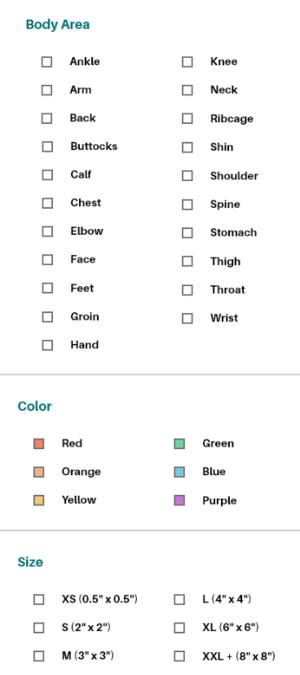 Body Area
Ankle
Arm
Back
Buttocks
Calf
Chest
Elbow
Face
Feet
Groin
Hand
Knee
Neck
Ribcage
Shin
Shoulder
Spine
Stomach
Thigh
Throat
Wrist
Color
Red
Orange
Yellow
Green
Blue
Purple
Size
XS (0.5" x 0.5")
S (2" x 2")
M (3" x 3")
L (4" x 4")
XL (6" x 6")
XXL + (8" x 8")